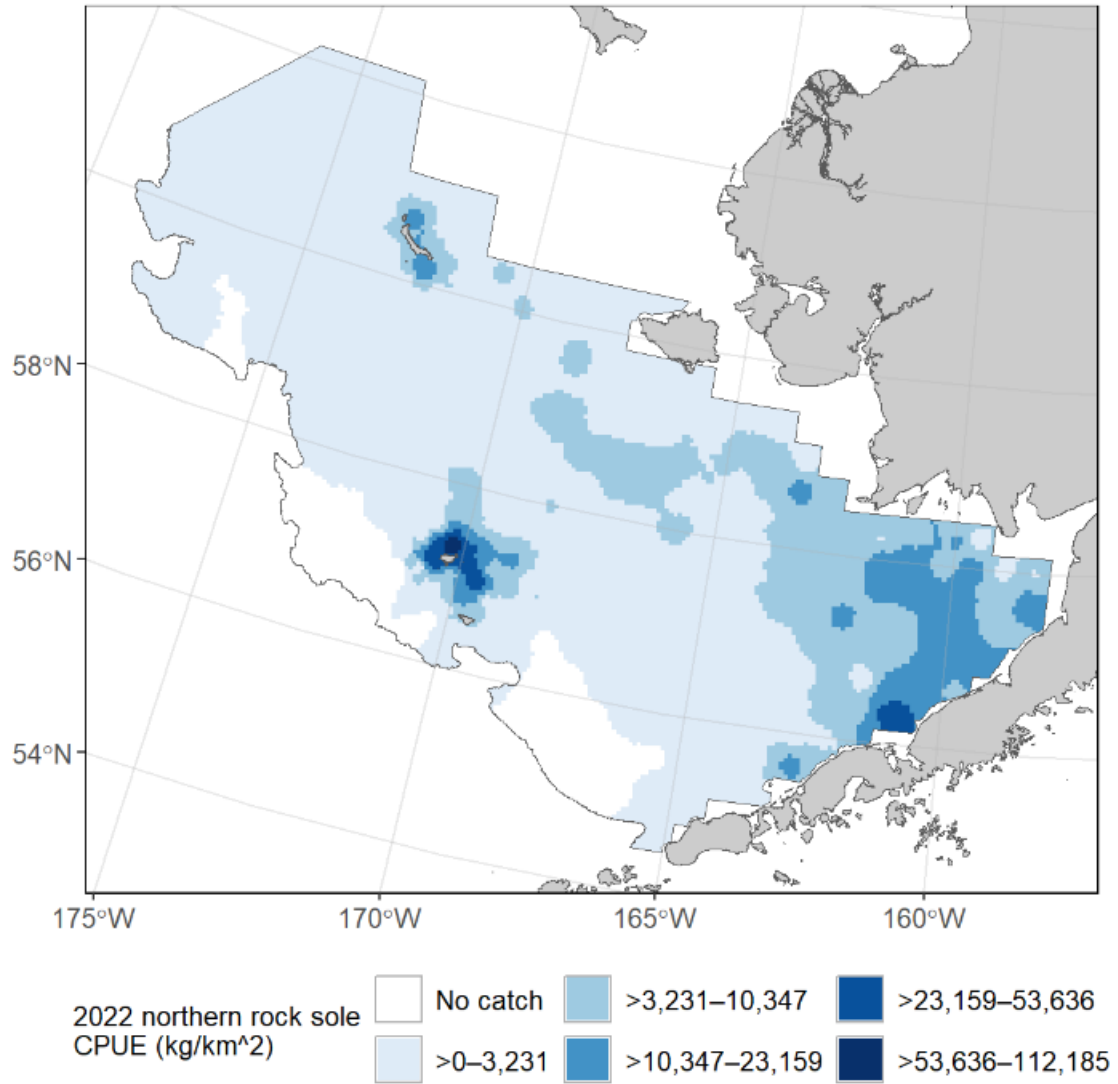 58°N
56°N
54°N
175°W 170°W 165°W 160°W
2022 northern rock sole
CPUE (kg/km^2)
No catch >3,231–10,347 >23,159–53,636
>0–3,231 >10,347–23,159 >53,636–112,185